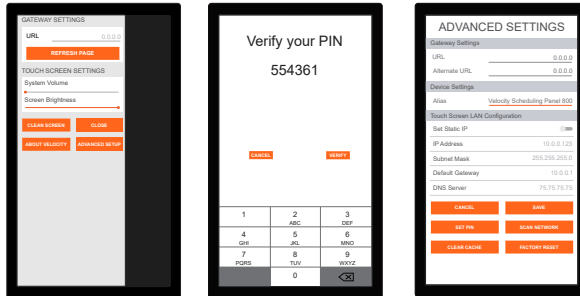 GATEWAY SETTINGS
URL 0.0.0.0
REFRESH PAGE
TOUCH SCREEN SETTINGS
System Volume
Screen Brightness
CLEAN SCREEN CLOSE
ABOUT VELOCITY ADVANCED SETUP
Verify your PIN
554361
CANCEL VERIFY
1 2 3
ABC DEF
4 5 6
GHI JKL MNO
7 8 9
PQRS TUV WXYZ
0
ADVANCED SETTINGS
Gateway Settings
URL 0.0.0.0
Alternate URL 0.0.0.0
Device Settings
Alias Velocity Scheduling Panel 800
Touch Screen LAN Configuration
Set Static IP
IP Address 10.0.0.123
Subnet Mask 255.255.255.0
Default Gateway 10.0.0.1
DNS Server 75.75.75.75
CANCEL SAVE
SET PIN SCAN NETWORK
CLEAR CACHE FACTORY RESET